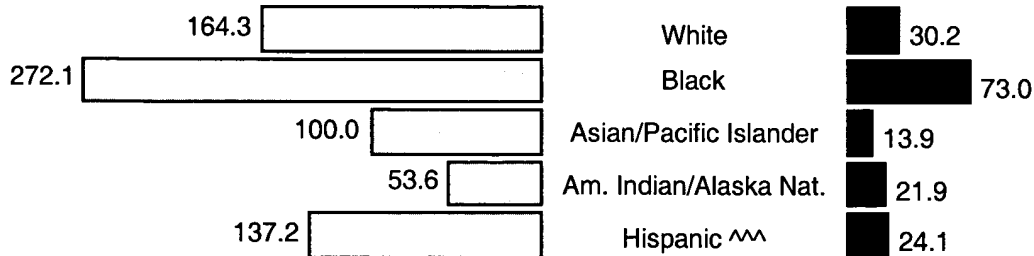 164.3 White 30.2
272.1 Black 73.0
100.0 Asian/Pacific Islander 13.9
53.6 Am. Indian/Alaska Nat. 21.9
137.2 Hispanic ^^^ 24.1